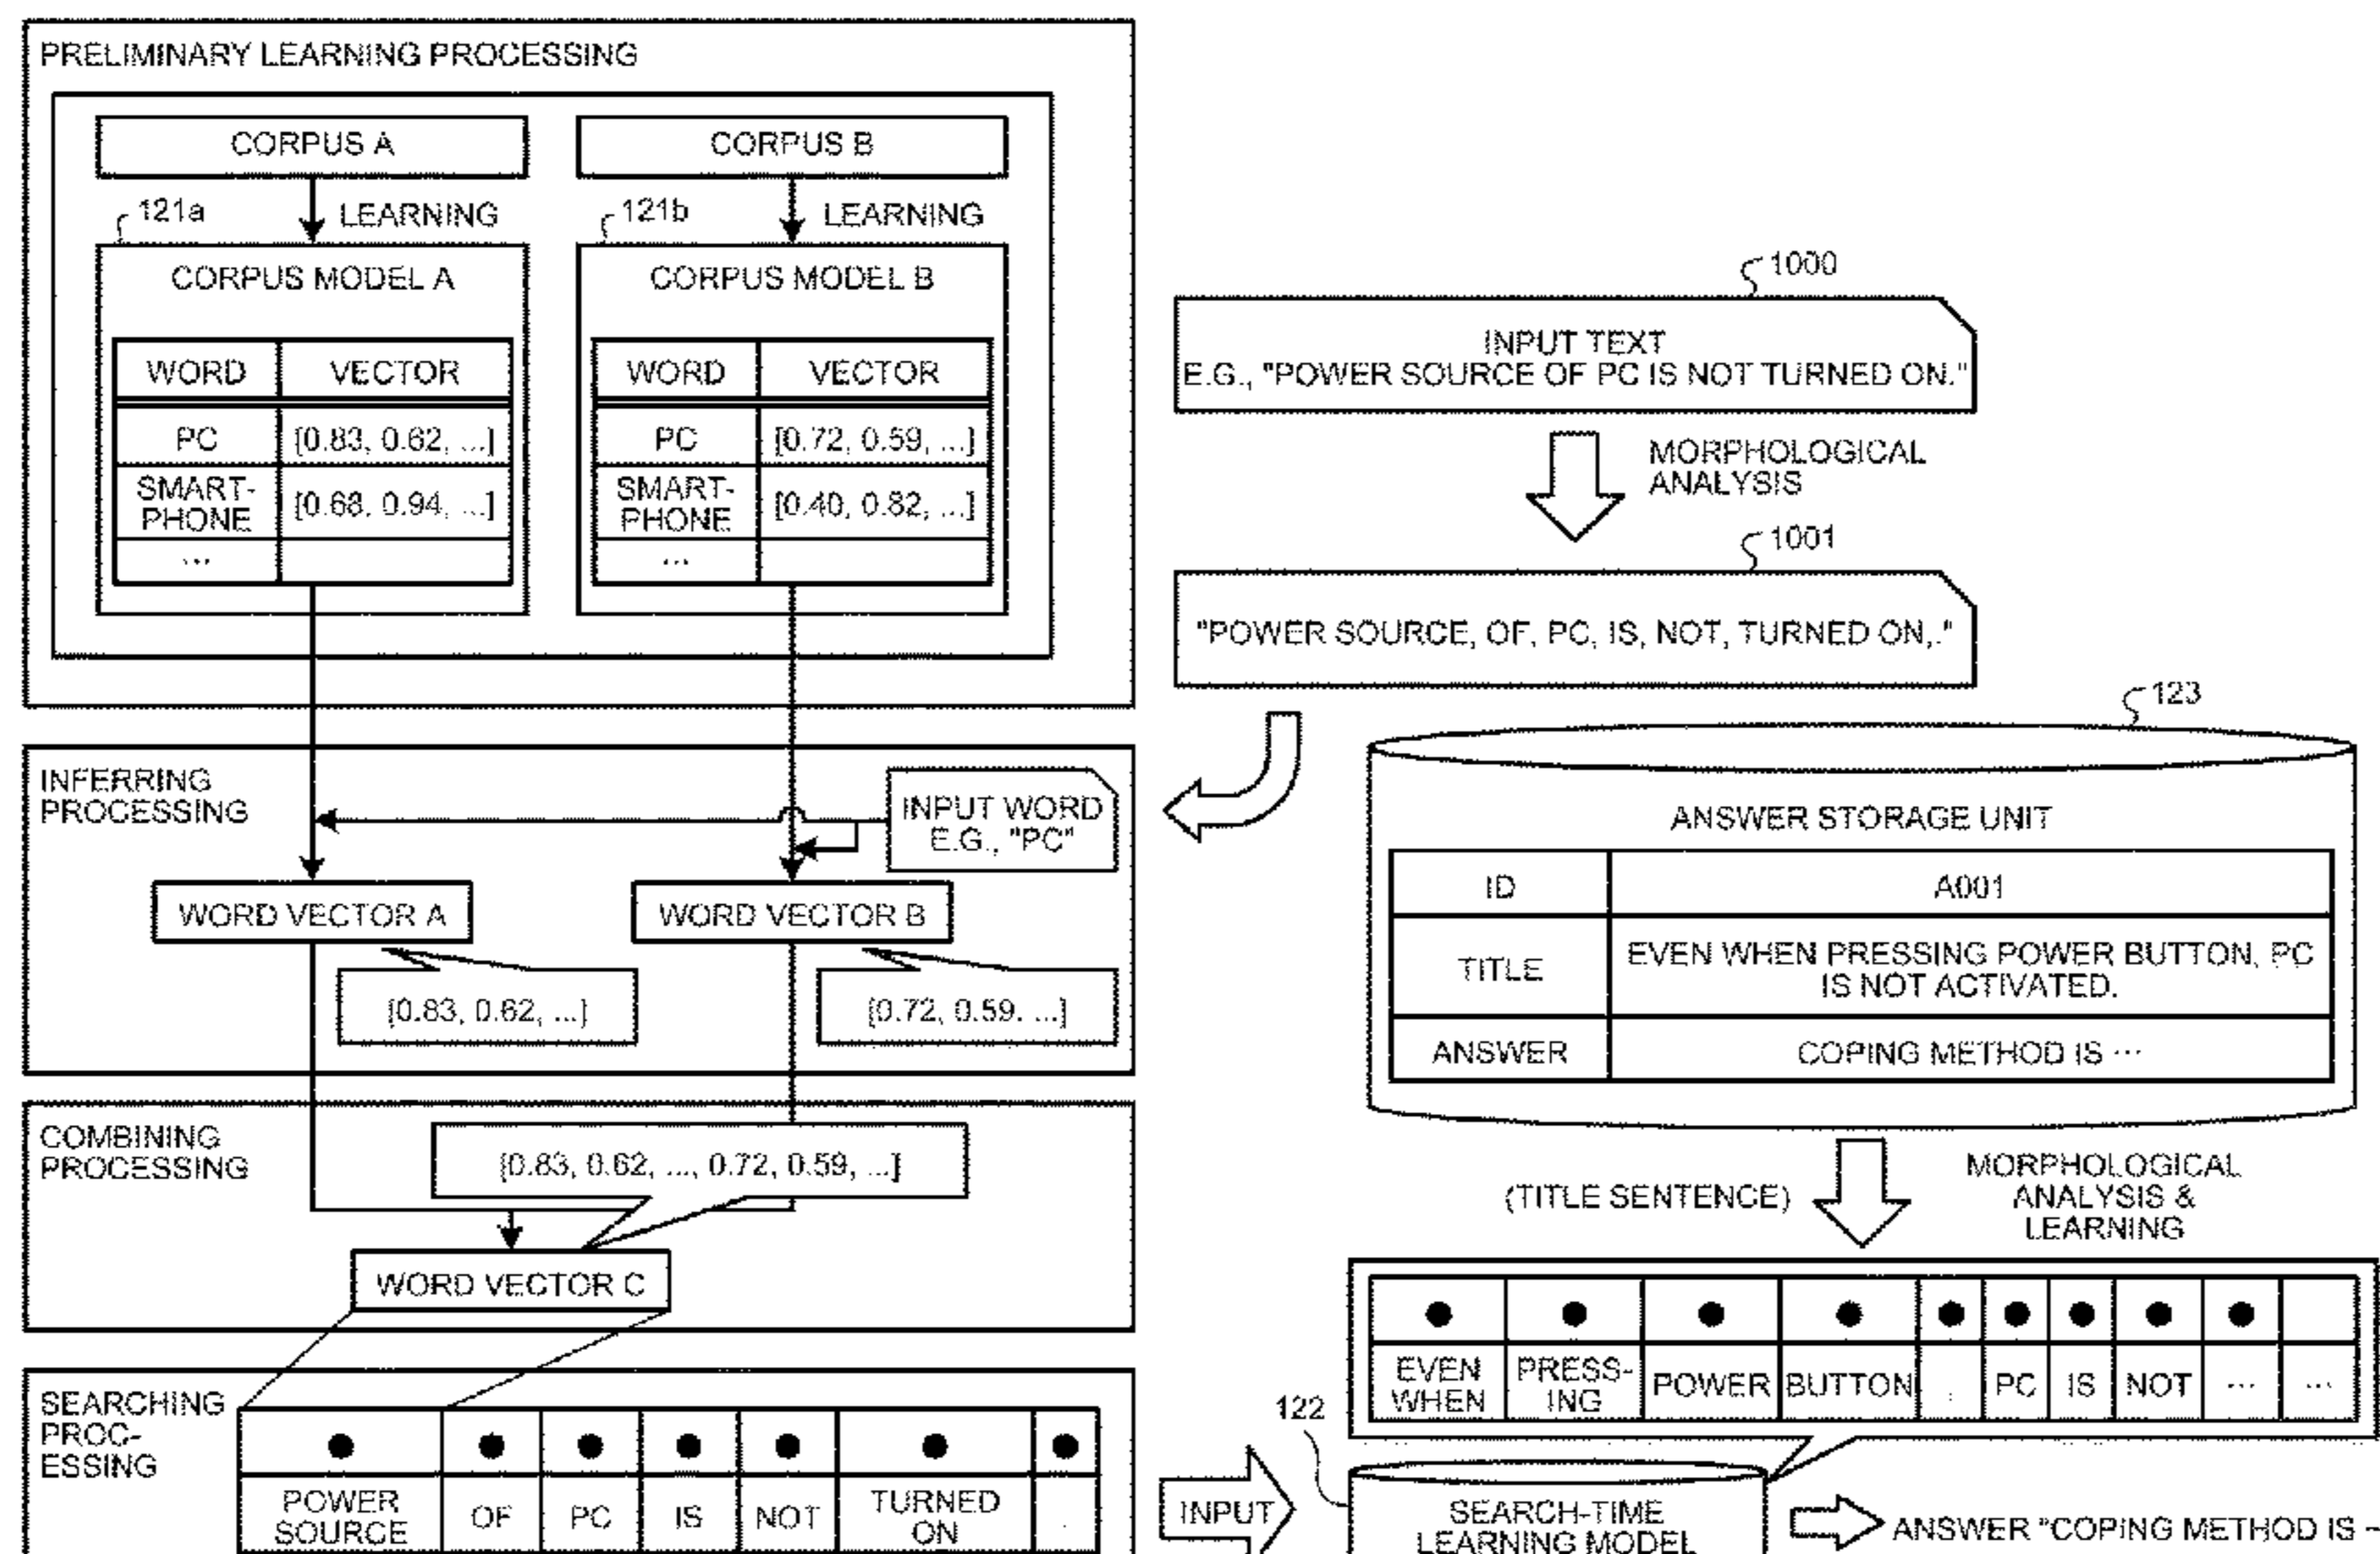 PRELIMINARY LEARNING PROCESSING
CORPUS A
CORPUS B
121a
LEARNING
121b
LEARNING
CORPUS MODEL A
CORPUS MODEL B
WORD VECTOR
PC [0.83, 0.62, ...]
SMART-
PHONE [0.68, 0.94, ...]
...
WORD VECTOR
PC [0.72, 0.59, ...]
SMART-
PHONE [0.40, 0.82, ...]
...
1000
INPUT TEXT
E.G., "POWER SOURCE OF PC IS NOT TURNED ON."
MORPHOLOGICAL
ANALYSIS
1001
"POWER SOURCE, OF, PC, IS, NOT, TURNED ON,."
INFERRING
PROCESSING
INPUT WORD
E.G., "PC"
WORD VECTOR A
WORD VECTOR B
[0.83, 0.62, ...]
[0.72, 0.59. ...]
123
ANSWER STORAGE UNIT
ID A001
TITLE EVEN WHEN PRESSING POWER BUTTON, PC
IS NOT ACTIVATED.
ANSWER COPING METHOD IS ...
COMBINING
PROCESSING
[0.83, 0.62, ..., 0.72, 0.59, ...]
WORD VECTOR C
(TITLE SENTENCE)
MORPHOLOGICAL
ANALYSIS &
LEARNING
EVEN
WHEN
PRESS-
ING
POWER
BUTTON
,
PC
IS
NOT
...
...
SEARCHING
PROC-
ESSING
POWER
SOURCE
OF
PC
IS
NOT
TURNED
ON
.
INPUT
122
SEARCH-TIME
LEARNING MODEL
ANSWER "COPING METHOD IS